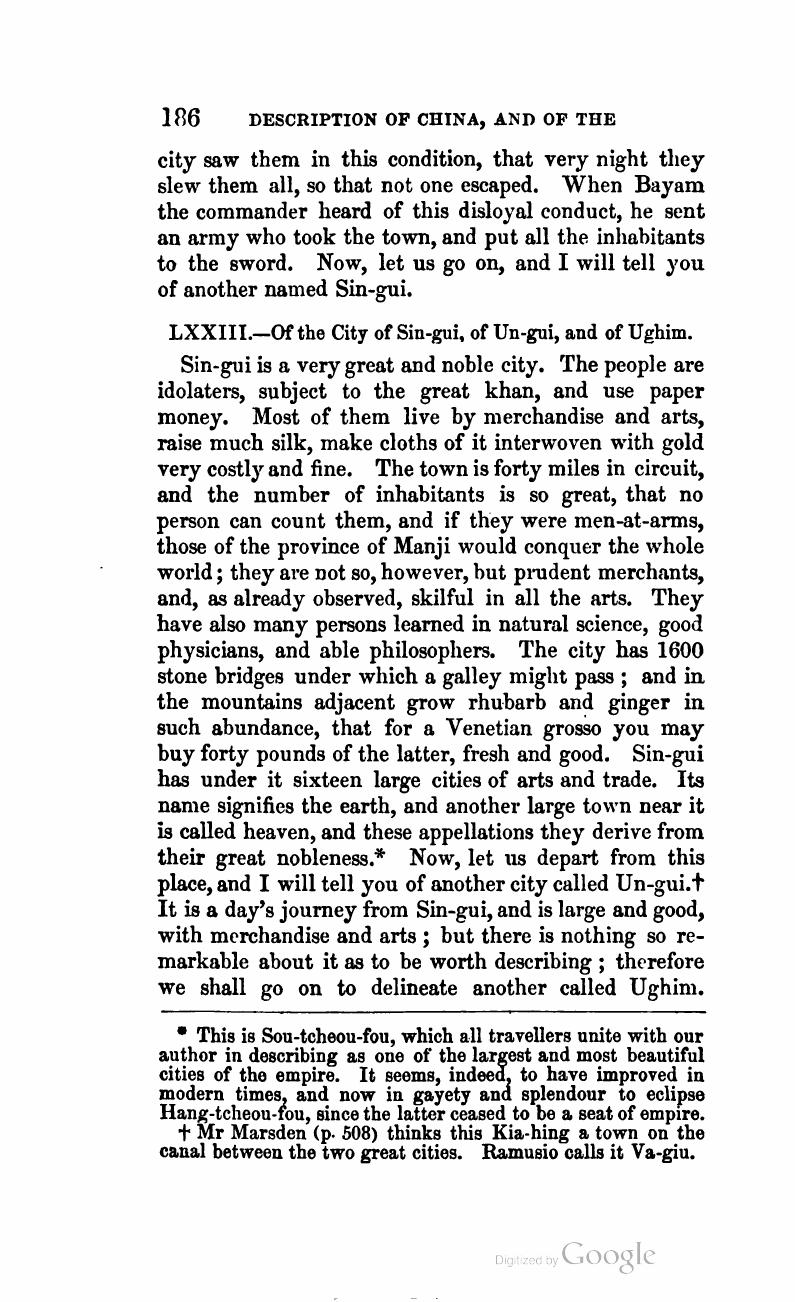 186 DESCRIPTION OF CHINA, AND OF THE
city saw them in this condition, that very night they
slew them all, so that not one escaped. When Bayam
the commander heard of this disloyal conduct, he sent
an army who took the town, and put all the inhabitants
to the sword. Now, let us go on, and I will tell you
of another named Sin-gui.
LXXIII.—Of the City of Sin-gui, of Un-gui, and of Ughim.
Sin-gui is a very great and noble city. The people are
idolaters, subject to the great khan, and use paper
money. Most of them live by merchandise and arts,
raise much silk, make cloths of it interwoven with gold
very costly and fine. The town is forty miles in circuit,
and the number of inhabitants is so great, that no
person can count them, and if they were men-at-arms,
those of the province of Manji would conquer the whole
world; they are not so, however, but prudent merchants,
and, as already observed, skilful in all the arts. They
have also many persons learned in natural science, good
physicians, and able philosophers. The city has 1600
stone bridges under which a galley might pass; and in
the mountains adjacent grow rhubarb and ginger in
such abundance, that for a Venetian grosso you may
buy forty pounds of the latter, fresh and good. Sin-gui
has under it sixteen large cities of arts and trade. Its
name signifies the earth, and another large town near it
is called heaven, and these appellations they derive from
their great nobleness.* Now, let us depart from this
place, and I will tell you of another city called Un-gui.†
It is a day's journey from Sin-gui, and is large and good,
with merchandise and arts; but there is nothing so re-
markable about it as to be worth describing; therefore
we shall go on to delineate another called Ughim.
* This is Sou-tcheou-fou, which all travellers unite with our
author in describing as one of the largest and most beautiful
cities of the empire. It seems, indeed, to have improved in
modern times, and now in gayety and splendour to eclipse
Hang-tcheou-fou, since the latter ceased to be a seat of empire.
† Mr Marsden (p. 508) thinks this Kia-hing a town on the
canal between the two great cities. Ramusio calls it Va-giu.
Digitized by Google